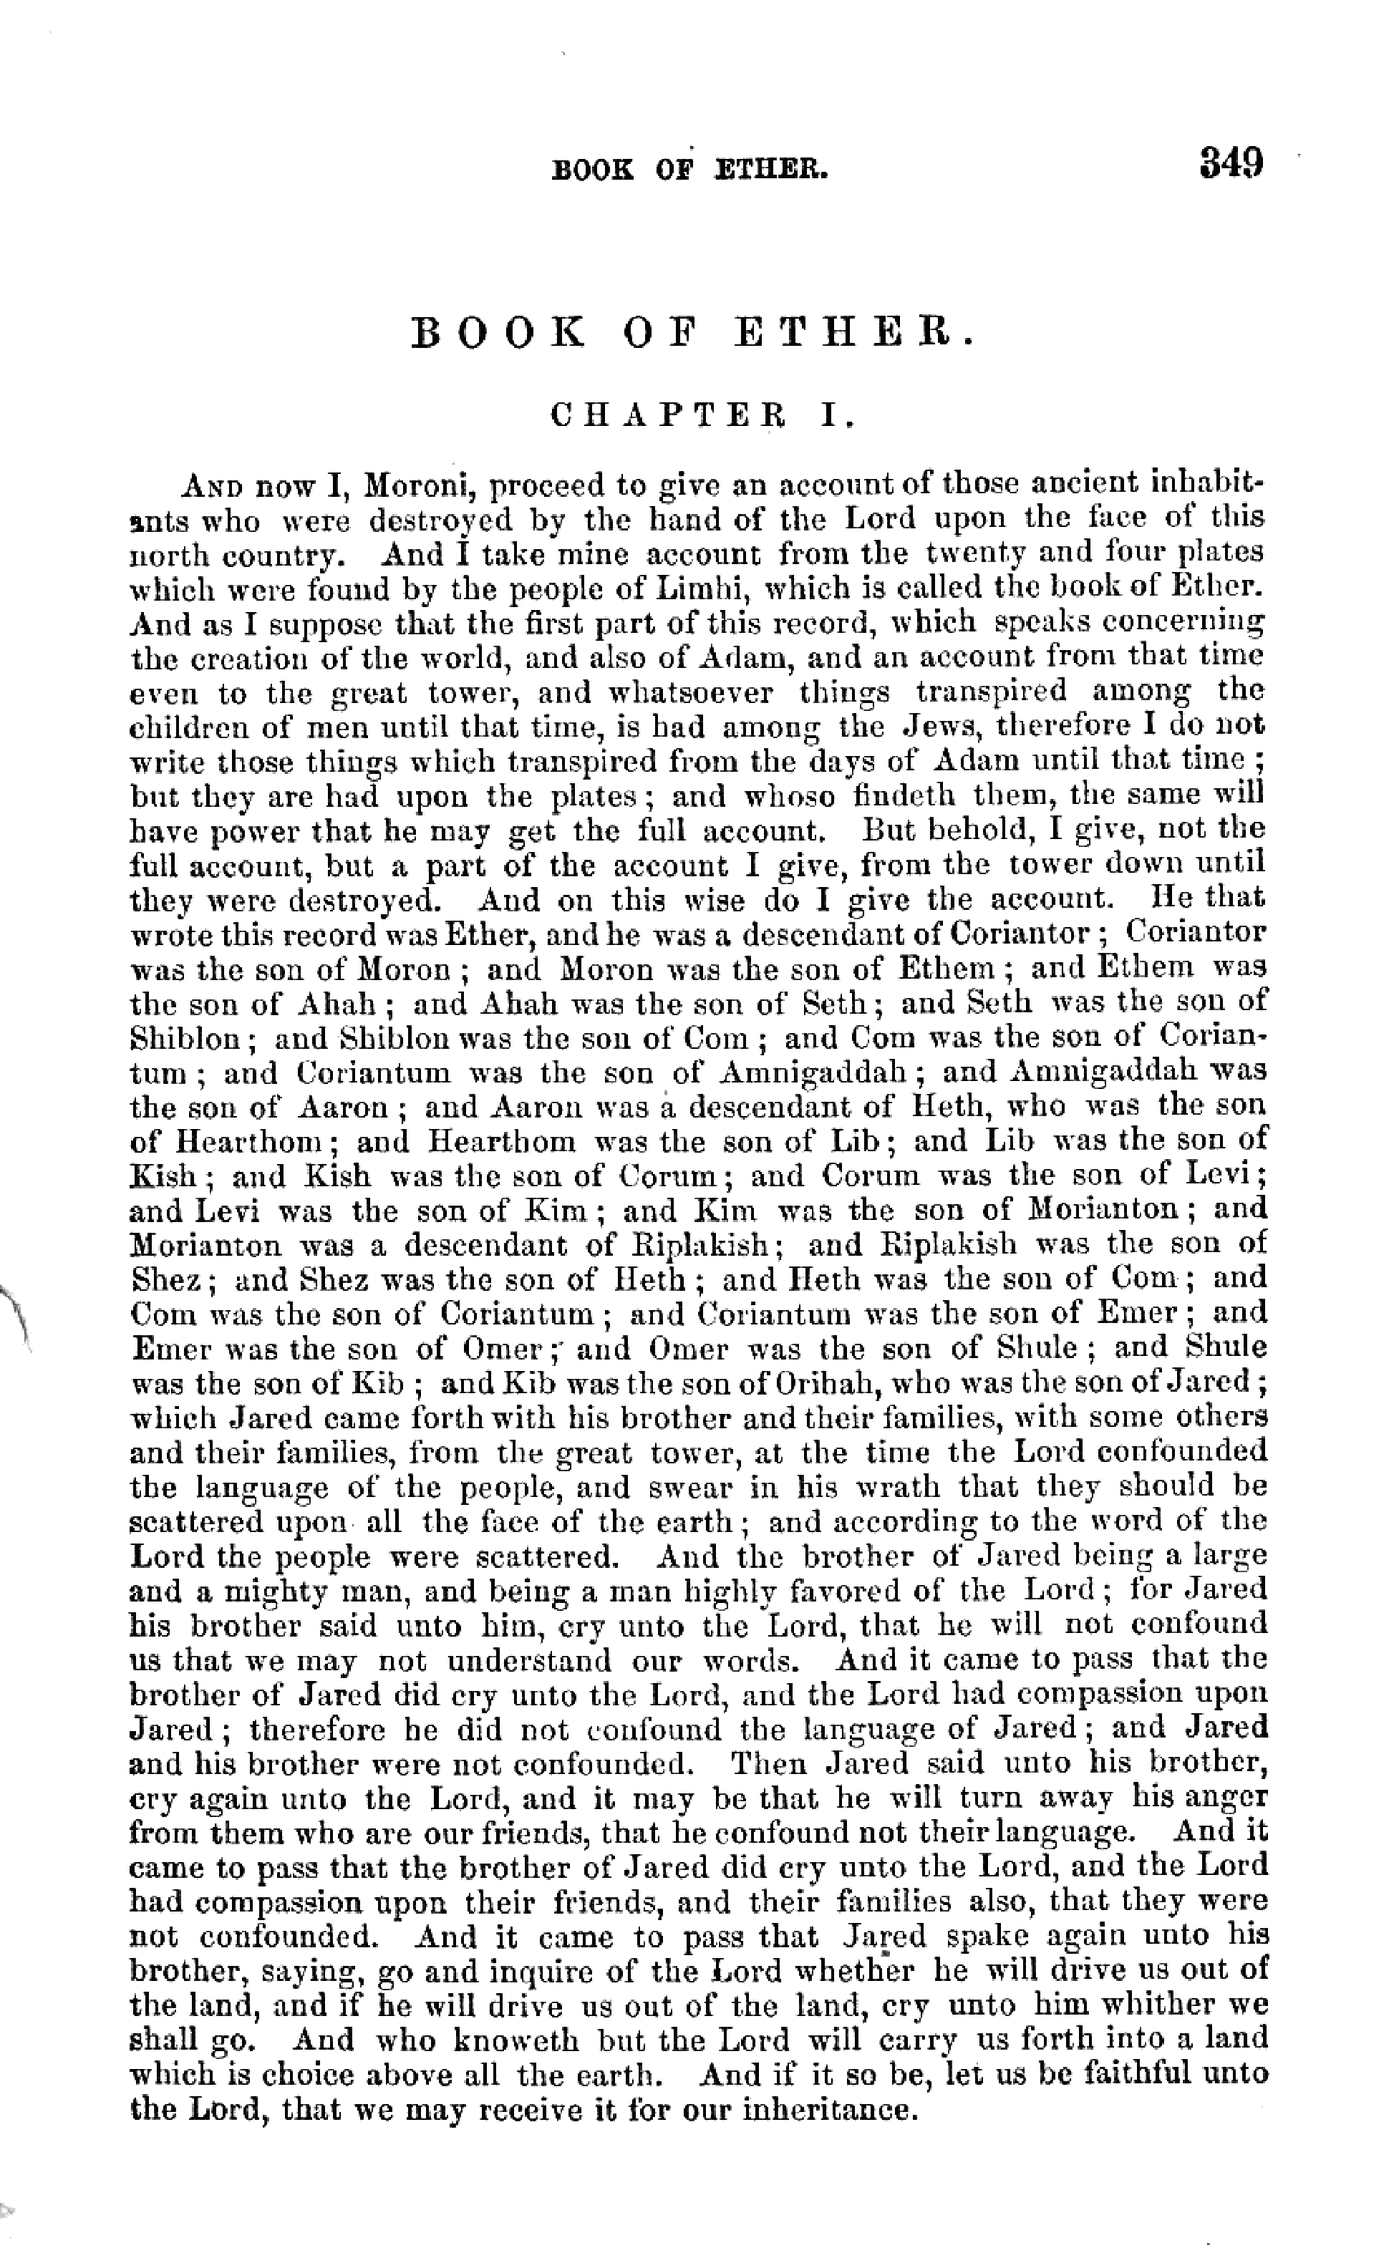 BOOK OF ETHER. 349
BOOK OF ETHER.
CHAPTER I.
AND now I, Moroni, proceed to give an account of those ancient inhabit-
ants who were destroyed by the hand of the Lord upon the face of this
north country. And I take mine account from the twenty and four plates
which were found by the people of Limhi, which is called the book of Ether.
And as I suppose that the first part of this record, which speaks concerning
the creation of the world, and also of Adam, and an account from that time
even to the great tower, and whatsoever things transpired among the
children of men until that time, is had among the Jews, therefore I do not
write those things which transpired from the days of Adam until that time ;
but they are had upon the plates ; and whoso findeth them, the same will
have power that he may get the full account. But behold, I give, not the
full account, but a part of the account I give, from the tower down until
they were destroyed. And on this wise do I give the account. He that
wrote this record was Ether, and he was a descendant of Coriantor ; Coriantor
was the son of Moron ; and Moron was the son of Ethem ; and Ethem was
the son of Ahah ; and Ahah was the son of Seth ; and Seth was the son of
Shiblon ; and Shiblon was the son of Com ; and Com was the son of Corian-
tum ; and Coriantum was the son of Amnigaddah ; and Amnigaddah was
the son of Aaron ; and Aaron was a descendant of Heth, who was the son
of Hearthom ; and Hearthom was the son of Lib ; and Lib was the son of
Kish ; and Kish was the son of Corum ; and Corum was the son of Levi ;
and Levi was the son of Kim ; and Kim was the son of Morianton ; and
Morianton was a descendant of Riplakish ; and Riplakish was the son of
Shez ; and Shez was the son of Heth ; and Heth was the son of Com ; and
Com was the son of Coriantum ; and Coriantum was the son of Emer ; and
Emer was the son of Omer ; and Omer was the son of Shule ; and Shule
was the son of Kib ; and Kib was the son of Orihah, who was the son of Jared ;
which Jared came forth with his brother and their families, with some others
and their families, from the great tower, at the time the Lord confounded
the language of the people, and swear in his wrath that they should be
scattered upon all the face of the earth ; and according to the word of the
Lord the people were scattered. And the brother of Jared being a large
and a mighty man, and being a man highly favored of the Lord ; for Jared
his brother said unto him, cry unto the Lord, that he will not confound
us that we may not understand our words. And it came to pass that the
brother of Jared did cry unto the Lord, and the Lord had compassion upon
Jared ; therefore he did not confound the language of Jared ; and Jared
and his brother were not confounded. Then Jared said unto his brother,
cry again unto the Lord, and it may be that he will turn away his anger
from them who are our friends, that he confound not their language. And it
came to pass that the brother of Jared did cry unto the Lord, and the Lord
had compassion upon their friends, and their families also, that they were
not confounded. And it came to pass that Jared spake again unto his
brother, saying, go and inquire of the Lord whether he will drive us out of
the land, and if he will drive us out of the land, cry unto him whither we
shall go. And who knoweth but the Lord will carry us forth into a land
which is choice above all the earth. And if it so be, let us be faithful unto
the Lord, that we may receive it for our inheritance.